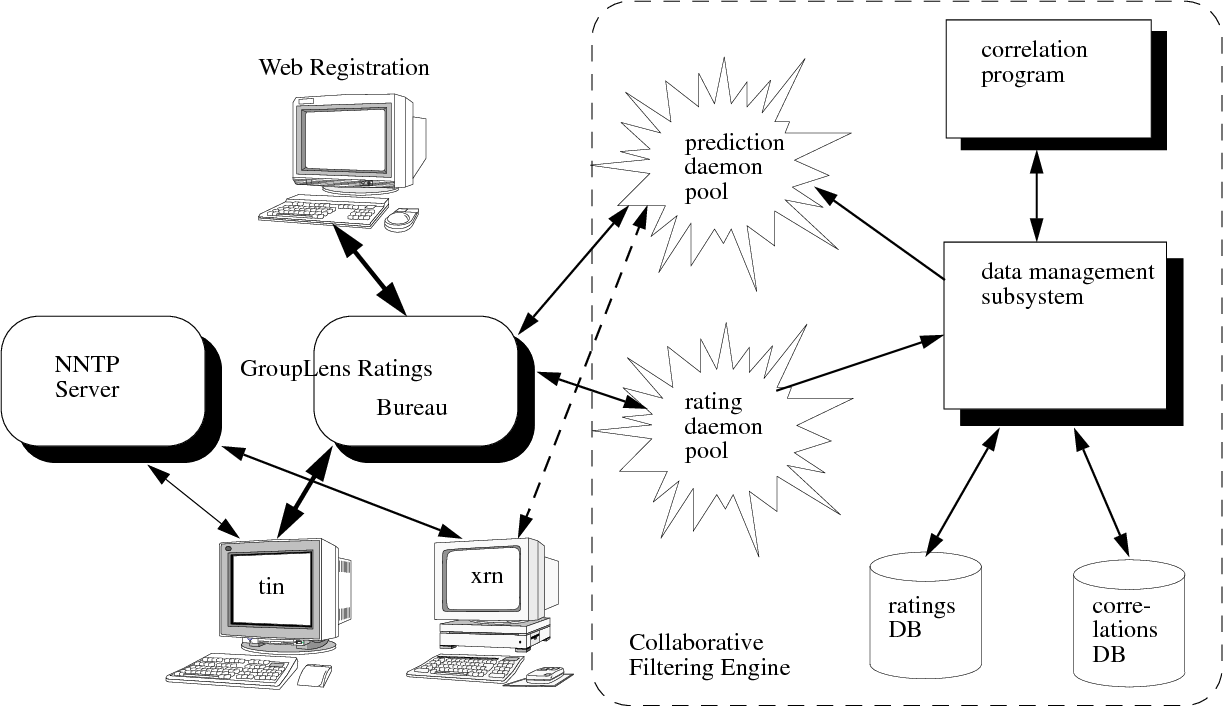 Web Registration
correlation
program
prediction
daemon
pool
data management
subsystem
NNTP
Server
GroupLens Ratings
Bureau
rating
daemon
pool
tin
xrn
ratings
DB
corre-
lations
DB
Collaborative
Filtering Engine